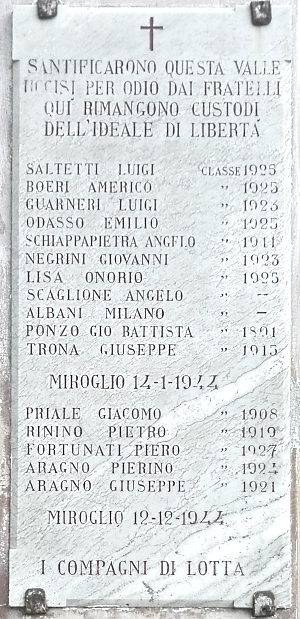 SANTIFICARONO QUESTA VALLE
UCCISI PER ODIO DAI FRATELLI
QUI RIMANGONO CUSTODI
DELL'IDEALE DI LIBERTÁ
SALTETTI LUIGI CLASSE 1925
BOERI AMERICO " 1925
GUARNERI LUIGI " 1923
ODASSO EMILIO " 1925
SCHIAPPAPIETRA ANGELO " 1911
NEGRINI GIOVANNI " 1923
LISA ONORIO " 1925
SCAGLIONE ANGELO " –
ALBANI MILANO " –
PONZO GIO BATTISTA " 1891
TRONA GIUSEPPE " 1915
MIROGLIO 14-1-1944
PRIALE GIACOMO " 1908
RININO PIETRO " 1919
FORTUNATI PIERO " 1927
ARAGNO PIERINO " 1924
ARAGNO GIUSEPPE " 1921
MIROGLIO 12-12-1944
I COMPAGNI DI LOTTA